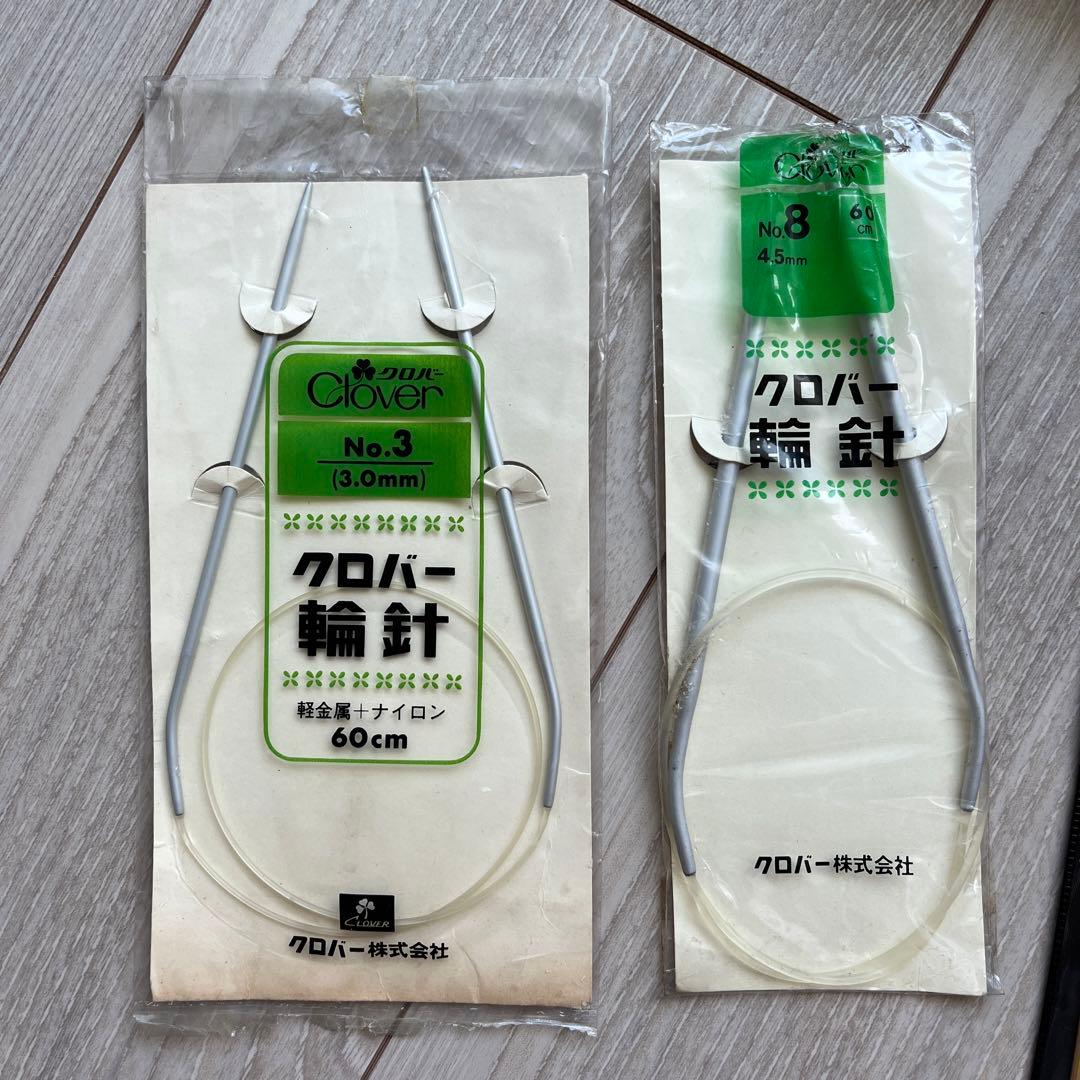 クロバー
Clover
No.3
(3.0mm)
クロバー
輪針
軽金属+ナイロン
60cm
CLOVER
クロバー株式会社
Clover
No.8
60
cm
4.5mm
クロバー
輪針
クロバー株式会社